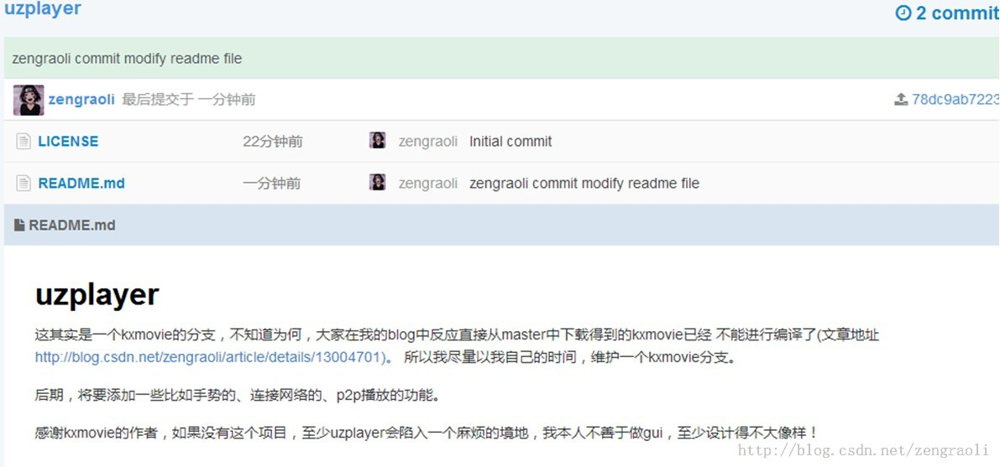 uzplayer
2 commit
zengraoli commit modify readme file
zengraoli 最后提交于 一分钟前
78dc9ab7223
LICENSE 22分钟前 zengraoli Initial commit
README.md 一分钟前 zengraoli zengraoli commit modify readme file
README.md
uzplayer
这其实是一个kxmovie的分支，不知道为何，大家在我的blog中反应直接从master中下载得到的kxmovie已经 不能进行编译了(文章地址
http://blog.csdn.net/zengraoli/article/details/13004701)。 所以我尽量以我自己的时间，维护一个kxmovie分支。
后期，将要添加一些比如手势的、连接网络的、p2p播放的功能。
感谢kxmovie的作者，如果没有这个项目，至少uzplayer会陷入一个麻烦的境地，我本人不善于做gui，至少设计得不大像样！
http://blog.csdn.net/zengraoli